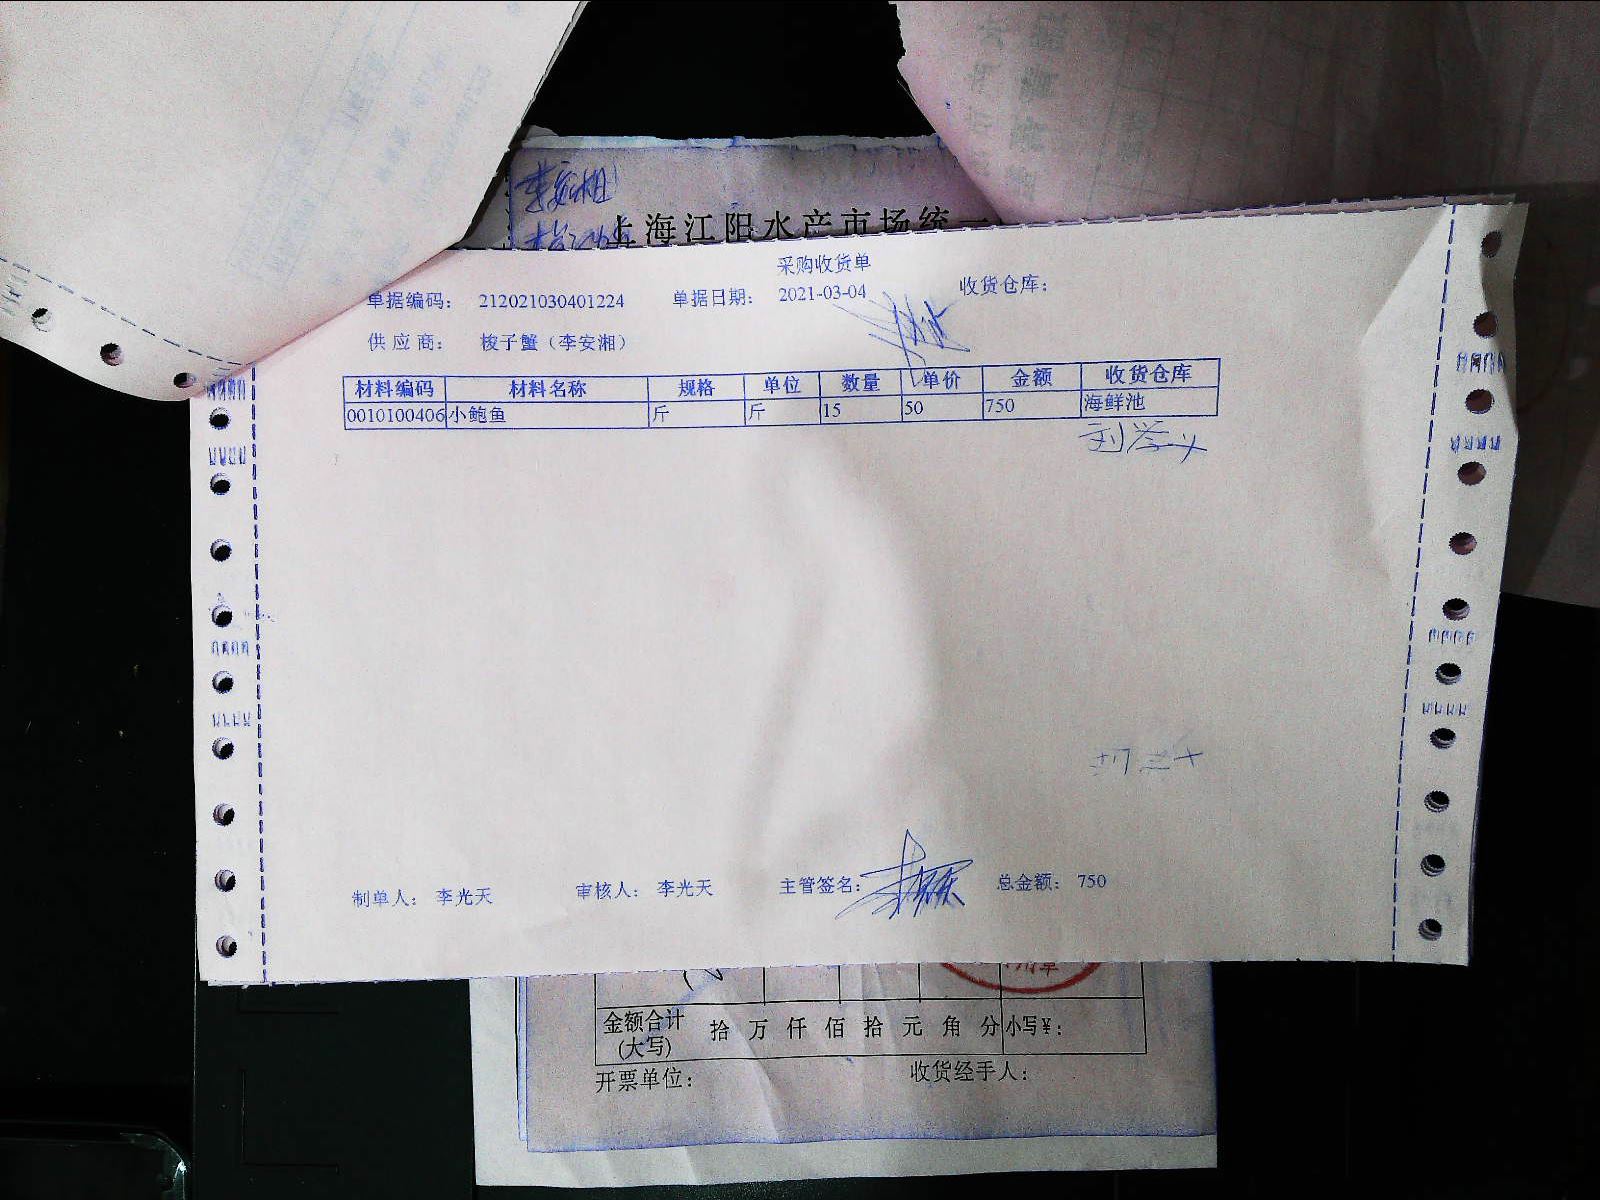 李安湘
上海江阳水产市场统一
采购收货单
单据编码： 212021030401224 单据日期： 2021-03-04 收货仓库：
供应商： 梭子蟹（李安湘）
材料编码 材料名称 规格 单位 数量 单价 金额 收货仓库
0010100406 小鲍鱼 斤 斤 15 50 750 海鲜池
刘学义
制单人： 李光天 审核人： 李光天 主管签名： 总金额： 750
金额合计 拾 万 仟 佰 拾 元 角 分 小写¥：
(大写)
开票单位： 收货经手人：